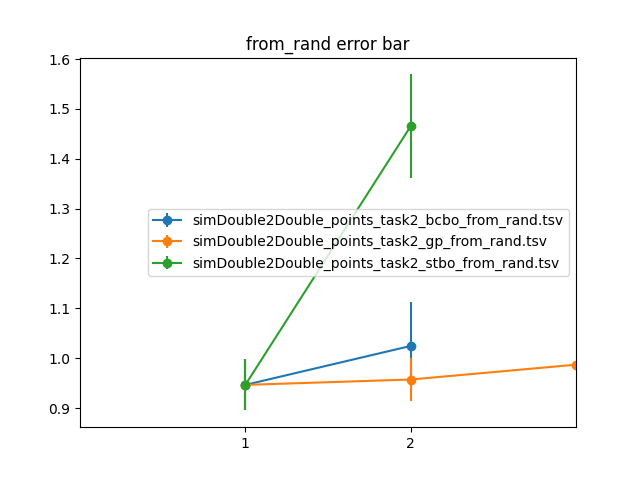 from_rand error bar
1.6
1.5
1.4
1.3
1.2
1.1
1.0
0.9
simDouble2Double_points_task2_bcbo_from_rand.tsv
simDouble2Double_points_task2_gp_from_rand.tsv
simDouble2Double_points_task2_stbo_from_rand.tsv
1 2